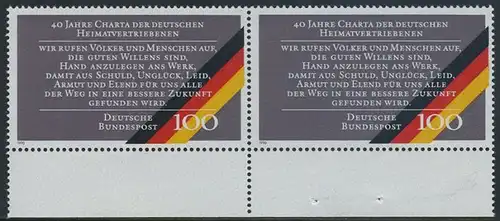 40 JAHRE CHARTA DER DEUTSCHEN
HEIMATVERTRIEBENEN
WIR RUFEN VÖLKER UND MENSCHEN AUF,
DIE GUTEN WILLENS SIND,
HAND ANZULEGEN ANS WERK,
DAMIT AUS SCHULD, UNGLÜCK, LEID,
ARMUT UND ELEND FÜR UNS ALLE
DER WEG IN EINE BESSERE ZUKUNFT
GEFUNDEN WIRD.
DEUTSCHE
BUNDESPOST 100
40 JAHRE CHARTA DER DEUTSCHEN
HEIMATVERTRIEBENEN
WIR RUFEN VÖLKER UND MENSCHEN AUF,
DIE GUTEN WILLENS SIND,
HAND ANZULEGEN ANS WERK,
DAMIT AUS SCHULD, UNGLÜCK, LEID,
ARMUT UND ELEND FÜR UNS ALLE
DER WEG IN EINE BESSERE ZUKUNFT
GEFUNDEN WIRD.
DEUTSCHE
BUNDESPOST 100